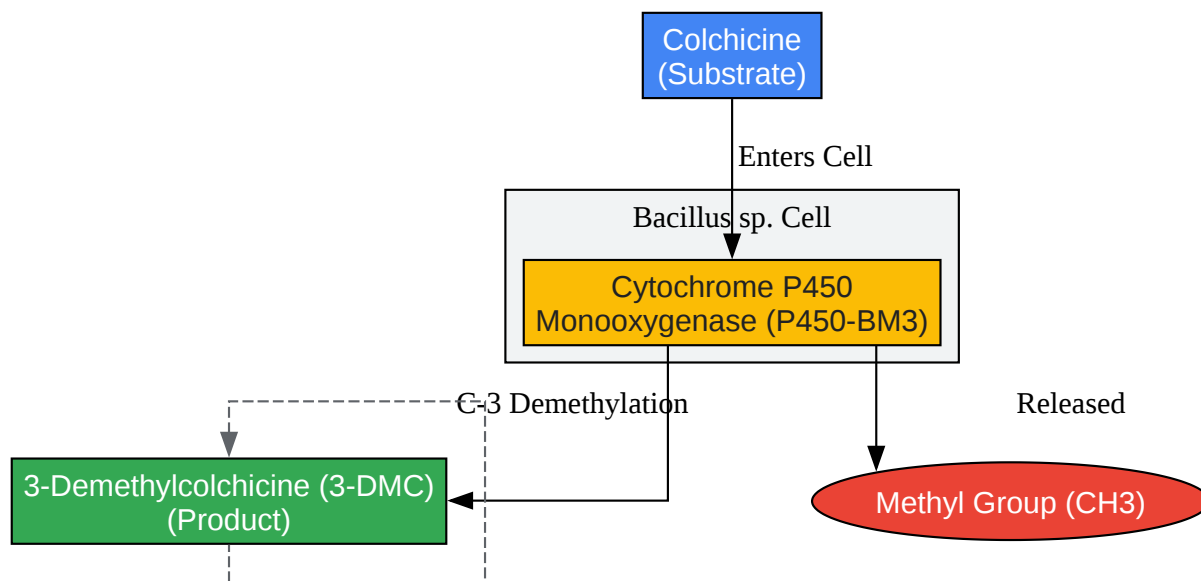 Colchicine
(Substrate)
Enters Cell
Bacillus sp. Cell
Cytochrome P450
Monooxygenase (P450-BM3)
C-3 Demethylation
Released
3-Demethylcolchicine (3-DMC)
(Product)
Methyl Group (CH3)